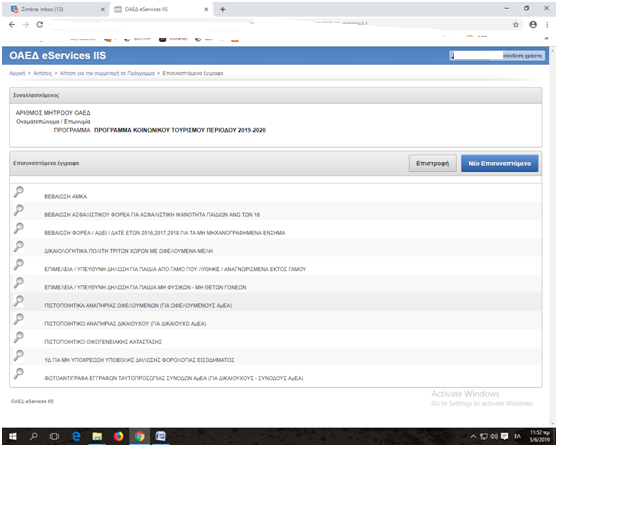 Zimbra: Inbox (13)
ΟΑΕΔ eServices IIS
ΟΑΕΔ eServices IIS
σύνδεση χρήστη
Αρχική › Αιτήσεις › Αίτηση για την συμμετοχή σε Πρόγραμμα › Επισυναπτόμενα έγγραφα
Συναλλασσόμενος
ΑΡΙΘΜΟΣ ΜΗΤΡΩΟΥ ΟΑΕΔ
Ονοματεπώνυμο / Επωνυμία
ΠΡΟΓΡΑΜΜΑ ΠΡΟΓΡΑΜΜΑ ΚΟΙΝΩΝΙΚΟΥ ΤΟΥΡΙΣΜΟΥ ΠΕΡΙΟΔΟΥ 2019-2020
Επισυναπτόμενα έγγραφα
Επιστροφή
Νέο Επισυναπτόμενο
ΒΕΒΑΙΩΣΗ ΑΜΚΑ
ΒΕΒΑΙΩΣΗ ΑΣΦΑΛΙΣΤΙΚΟΥ ΦΟΡΕΑ ΓΙΑ ΑΣΦΑΛΙΣΤΙΚΗ ΙΚΑΝΟΤΗΤΑ ΠΑΙΔΙΩΝ ΑΝΩ ΤΩΝ 18
ΒΕΒΑΙΩΣΗ ΦΟΡΕΑ / ΑΔΕΙ / ΔΑΤΕ ΕΤΩΝ 2016,2017,2018 ΓΙΑ ΤΑ ΜΗ ΜΗΧΑΝΟΓΡΑΦΗΜΕΝΑ ΕΝΣΗΜΑ
ΔΙΚΑΙΟΛΟΓΗΤΙΚΑ ΠΟΛΙΤΗ ΤΡΙΤΩΝ ΧΩΡΩΝ ΜΕ ΩΦΕΛΟΥΜΕΝΑ ΜΕΛΗ
ΕΠΙΜΕΛΕΙΑ / ΥΠΕΥΘΥΝΗ ΔΗΛΩΣΗ ΓΙΑ ΠΑΙΔΙΑ ΑΠΟ ΓΑΜΟ ΠΟΥ ΛΥΘΗΚΕ / ΑΝΑΓΝΩΡΙΣΜΕΝΑ ΕΚΤΟΣ ΓΑΜΟΥ
ΕΠΙΜΕΛΕΙΑ / ΥΠΕΥΘΥΝΗ ΔΗΛΩΣΗ ΓΙΑ ΠΑΙΔΙΑ ΜΗ ΦΥΣΙΚΩΝ - ΜΗ ΘΕΤΩΝ ΓΟΝΕΩΝ
ΠΙΣΤΟΠΟΙΗΤΙΚΑ ΑΝΑΠΗΡΙΑΣ ΩΦΕΛΟΥΜΕΝΩΝ (ΓΙΑ ΩΦΕΛΟΥΜΕΝΟΥΣ ΑμΕΑ)
ΠΙΣΤΟΠΟΙΗΤΙΚΟ ΑΝΑΠΗΡΙΑΣ ΔΙΚΑΙΟΥΧΟΥ (ΓΙΑ ΔΙΚΑΙΟΥΧΟ ΑμΕΑ)
ΠΙΣΤΟΠΟΙΗΤΙΚΟ ΟΙΚΟΓΕΝΕΙΑΚΗΣ ΚΑΤΑΣΤΑΣΗΣ
ΥΔ ΓΙΑ ΜΗ ΥΠΟΧΡΕΩΣΗ ΥΠΟΒΟΛΗΣ ΔΗΛΩΣΗΣ ΦΟΡΟΛΟΓΙΑΣ ΕΙΣΟΔΗΜΑΤΟΣ
ΦΩΤΟΑΝΤΙΓΡΑΦΑ ΕΓΓΡΑΦΩΝ ΤΑΥΤΟΠΡΟΣΩΠΙΑΣ ΣΥΝΟΔΩΝ ΑμΕΑ (ΓΙΑ ΔΙΚΑΙΟΥΧΟΥΣ - ΣΥΝΟΔΟΥΣ ΑμΕΑ)
ΟΑΕΔ eServices IIS
Activate Windows
Go to Settings to activate Windows.
ΕΛ
11:52 πμ
5/6/2019